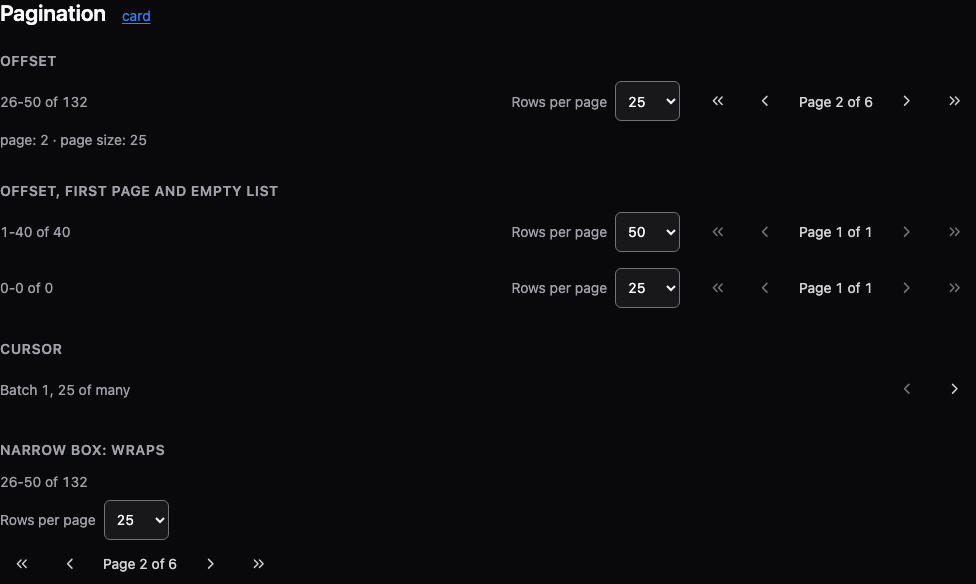 Pagination card
OFFSET
26-50 of 132 Rows per page 25 « ‹ Page 2 of 6 › »
page: 2 · page size: 25
OFFSET, FIRST PAGE AND EMPTY LIST
1-40 of 40 Rows per page 50 « ‹ Page 1 of 1 › »
0-0 of 0 Rows per page 25 « ‹ Page 1 of 1 › »
CURSOR
Batch 1, 25 of many ‹ ›
NARROW BOX: WRAPS
26-50 of 132
Rows per page 25
« ‹ Page 2 of 6 › »